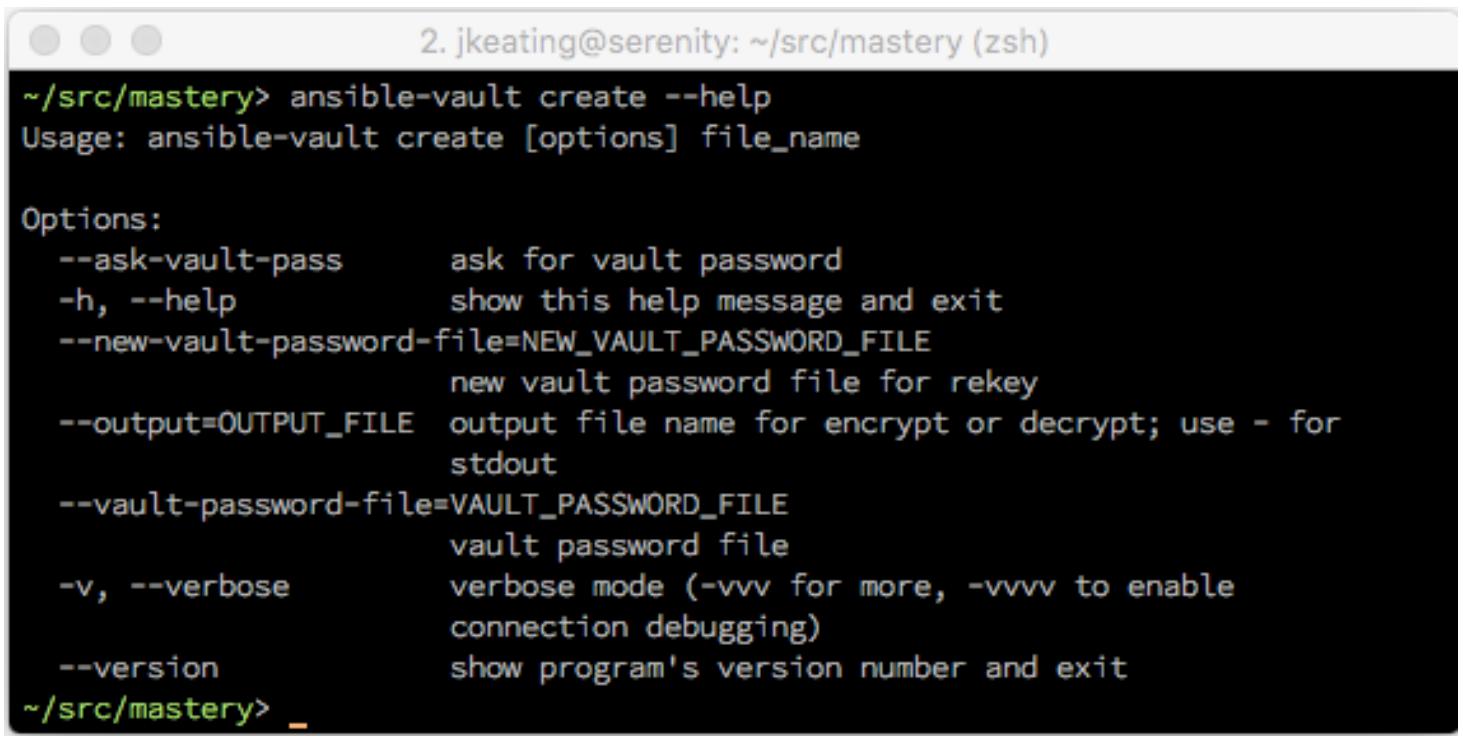 2. jkeating@serenity: ~/src/mastery (zsh)
~/src/mastery> ansible-vault create --help
Usage: ansible-vault create [options] file_name
Options:
--ask-vault-pass ask for vault password
-h, --help show this help message and exit
--new-vault-password-file=NEW_VAULT_PASSWORD_FILE
new vault password file for rekey
--output=OUTPUT_FILE output file name for encrypt or decrypt; use - for
stdout
--vault-password-file=VAULT_PASSWORD_FILE
vault password file
-v, --verbose verbose mode (-vvv for more, -vvvv to enable
connection debugging)
--version show program's version number and exit
~/src/mastery> _